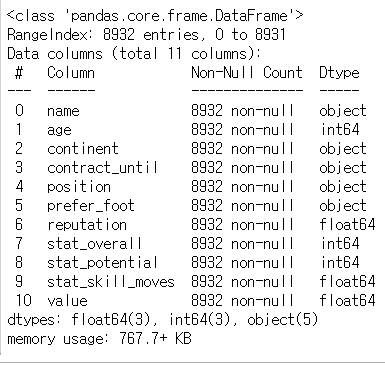 <class 'pandas.core.frame.DataFrame'>
RangeIndex: 8932 entries, 0 to 8931
Data columns (total 11 columns):
 #   Column            Non-Null Count  Dtype
---  ------            --------------  -----
 0   name              8932 non-null   object
 1   age               8932 non-null   int64
 2   continent         8932 non-null   object
 3   contract_until    8932 non-null   object
 4   position          8932 non-null   object
 5   prefer_foot       8932 non-null   object
 6   reputation        8932 non-null   float64
 7   stat_overall      8932 non-null   int64
 8   stat_potential    8932 non-null   int64
 9   stat_skill_moves  8932 non-null   float64
 10  value             8932 non-null   float64
dtypes: float64(3), int64(3), object(5)
memory usage: 767.7+ KB